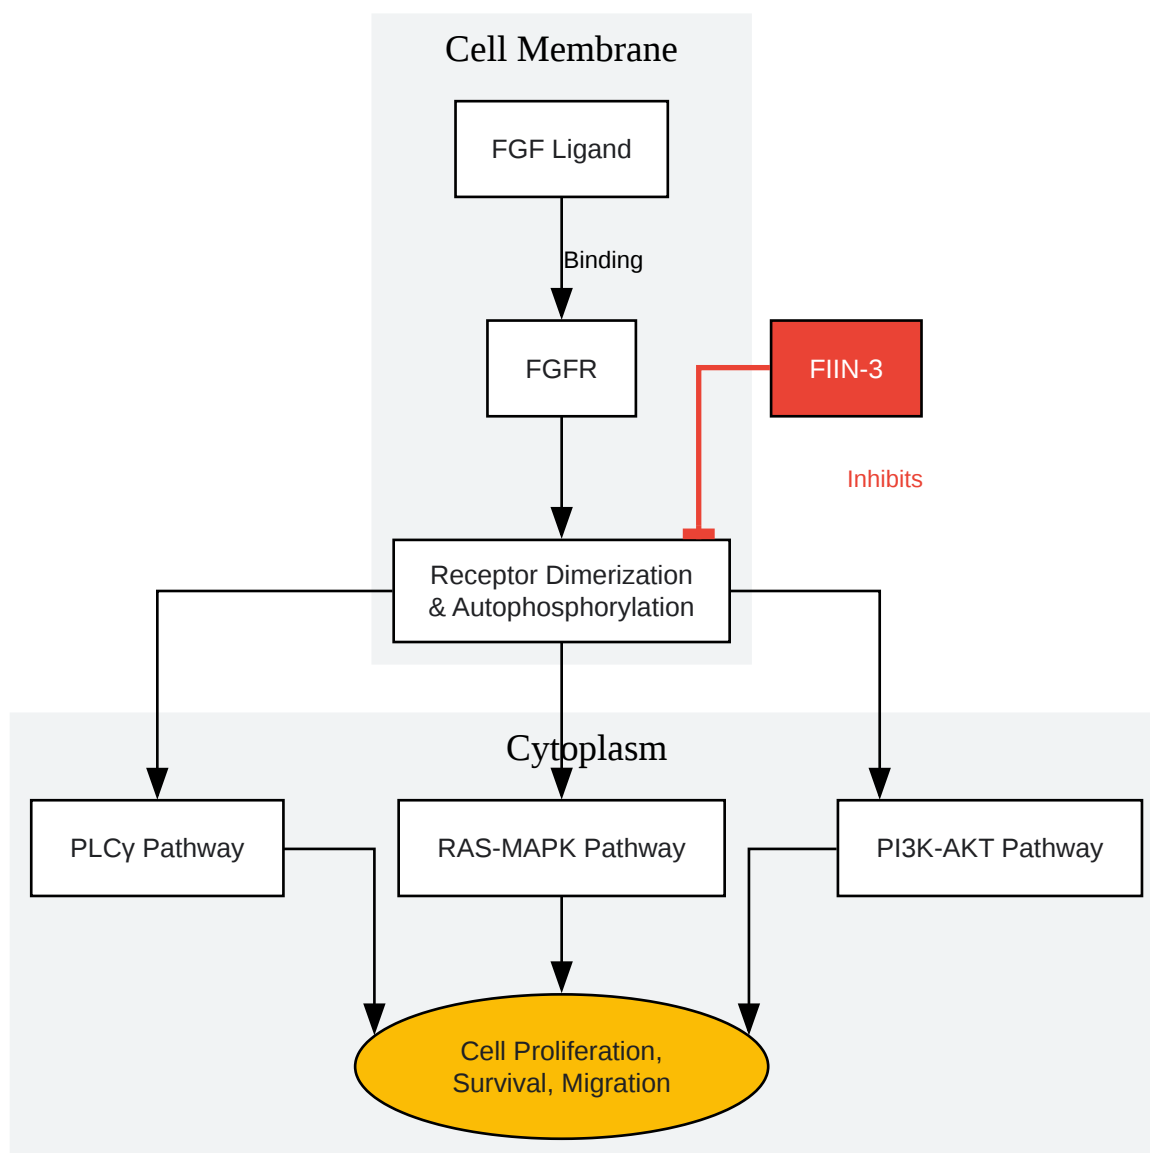 Cell Membrane
FGF Ligand
Binding
FGFR
FIIN-3
Inhibits
Receptor Dimerization
& Autophosphorylation
Cytoplasm
PLCγ Pathway
RAS-MAPK Pathway
PI3K-AKT Pathway
Cell Proliferation,
Survival, Migration